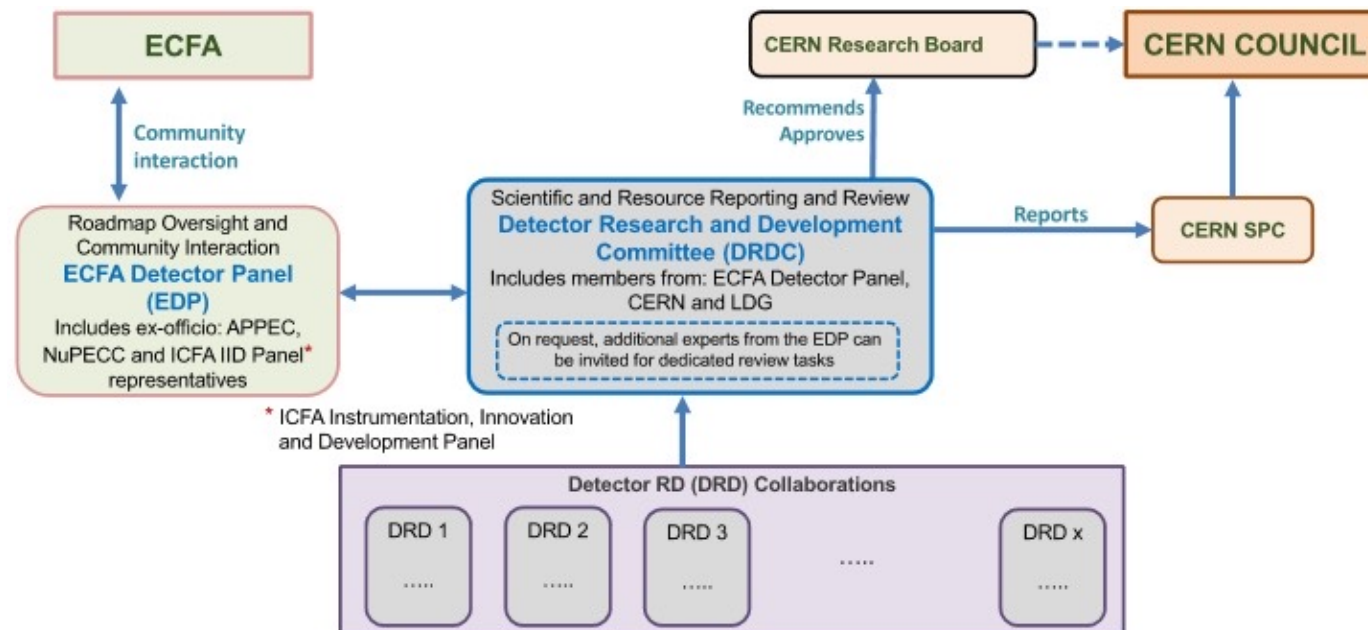 ECFA
CERN Research Board
CERN COUNCIL
Community
interaction
Recommends
Approves
Roadmap Oversight and
Community Interaction
ECFA Detector Panel
(EDP)
Includes ex-officio: APPEC,
NuPECC and ICFA IID Panel*
representatives
Scientific and Resource Reporting and Review
Detector Research and Development
Committee (DRDC)
Includes members from: ECFA Detector Panel,
CERN and LDG
On request, additional experts from the EDP can
be invited for dedicated review tasks
Reports
CERN SPC
* ICFA Instrumentation, Innovation
and Development Panel
Detector RD (DRD) Collaborations
DRD 1
.....
DRD 2
.....
DRD 3
.....
.....
DRD x
.....